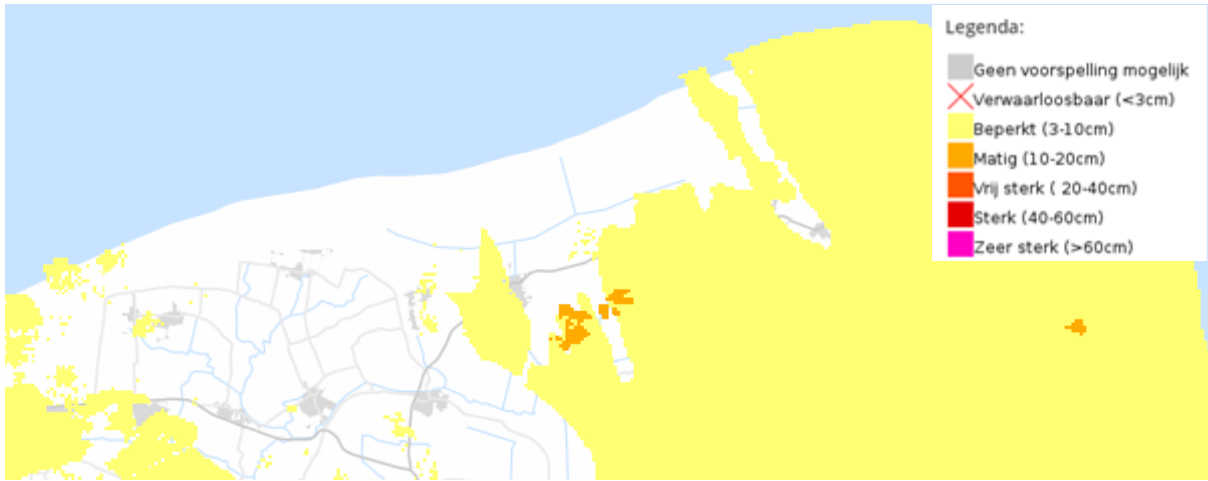 Legenda:
Geen voorspelling mogelijk
Verwaarloosbaar (<3cm)
Beperkt (3-10cm)
Matig (10-20cm)
Vrij sterk ( 20-40cm)
Sterk (40-60cm)
Zeer sterk (>60cm)